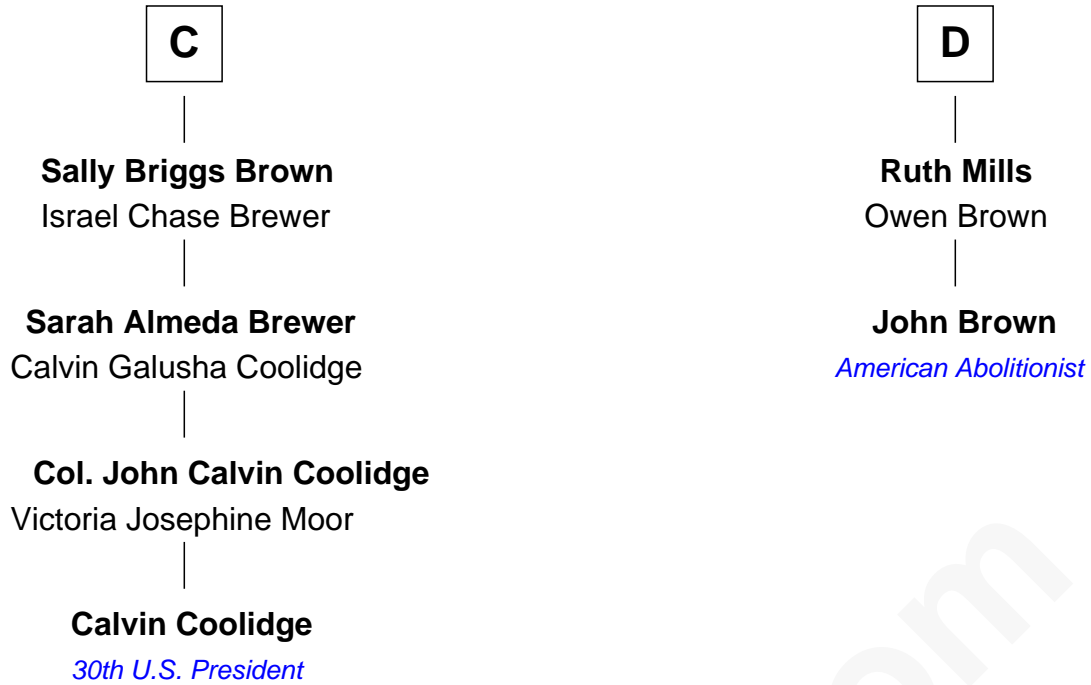 C
Sally Briggs Brown
Israel Chase Brewer
Sarah Almeda Brewer
Calvin Galusha Coolidge
Col. John Calvin Coolidge
Victoria Josephine Moor
Calvin Coolidge
30th U.S. President
D
Ruth Mills
Owen Brown
John Brown
American Abolitionist
om